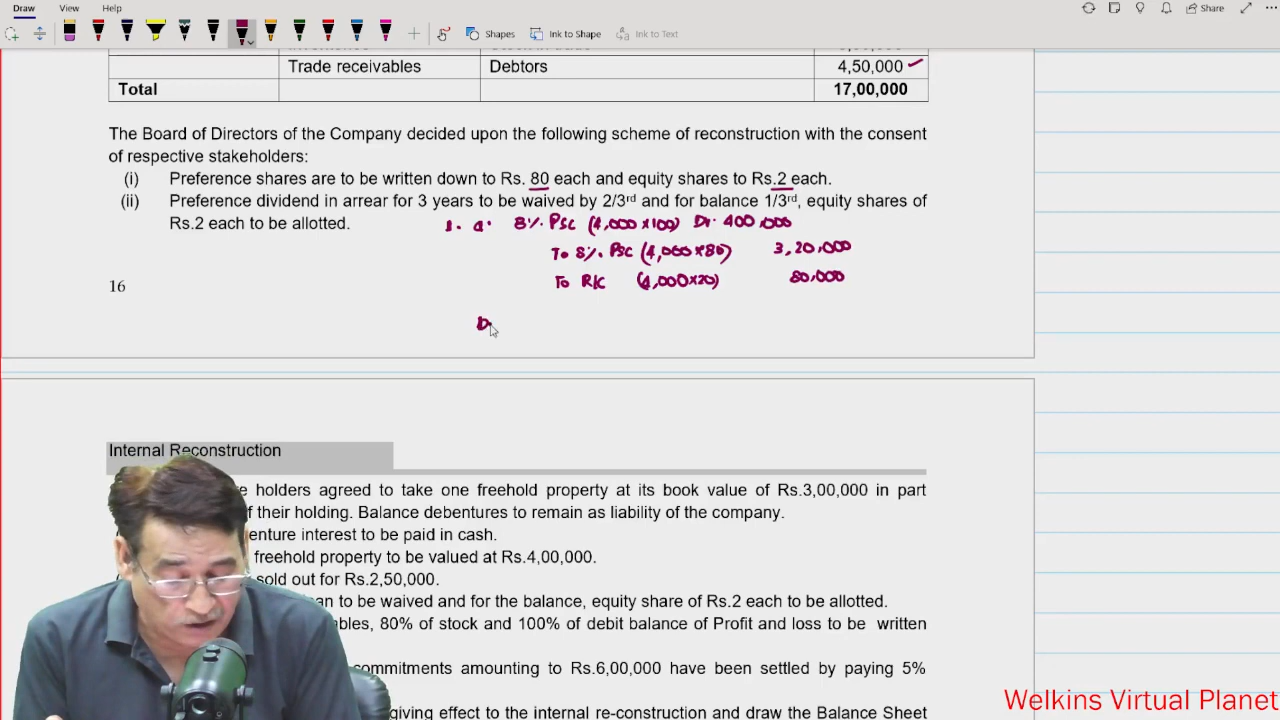 Draw View Help Share
Shapes Ink to Shape Ink to Text
Trade receivables Debtors 4,50,000
Total 17,00,000
The Board of Directors of the Company decided upon the following scheme of reconstruction with the consent
of respective stakeholders:
(i) Preference shares are to be written down to Rs. 80 each and equity shares to Rs.2 each.
(ii) Preference dividend in arrear for 3 years to be waived by 2/3rd and for balance 1/3rd, equity shares of
Rs.2 each to be allotted.
1. a. 8% PSC (4,000x100) Dr. 400,000
To 8% PSC (4,000x80) 3,20,000
To R/C (4,000x20) 80,000
16
Internal Reconstruction
holders agreed to take one freehold property at its book value of Rs.3,00,000 in part
of their holding. Balance debentures to remain as liability of the company.
interest to be paid in cash.
freehold property to be valued at Rs.4,00,000.
sold out for Rs.2,50,000.
to be waived and for the balance, equity share of Rs.2 each to be allotted.
80% of stock and 100% of debit balance of Profit and loss to be written
commitments amounting to Rs.6,00,000 have been settled by paying 5%
giving effect to the internal re-construction and draw the Balance Sheet
Welkins Virtual Planet